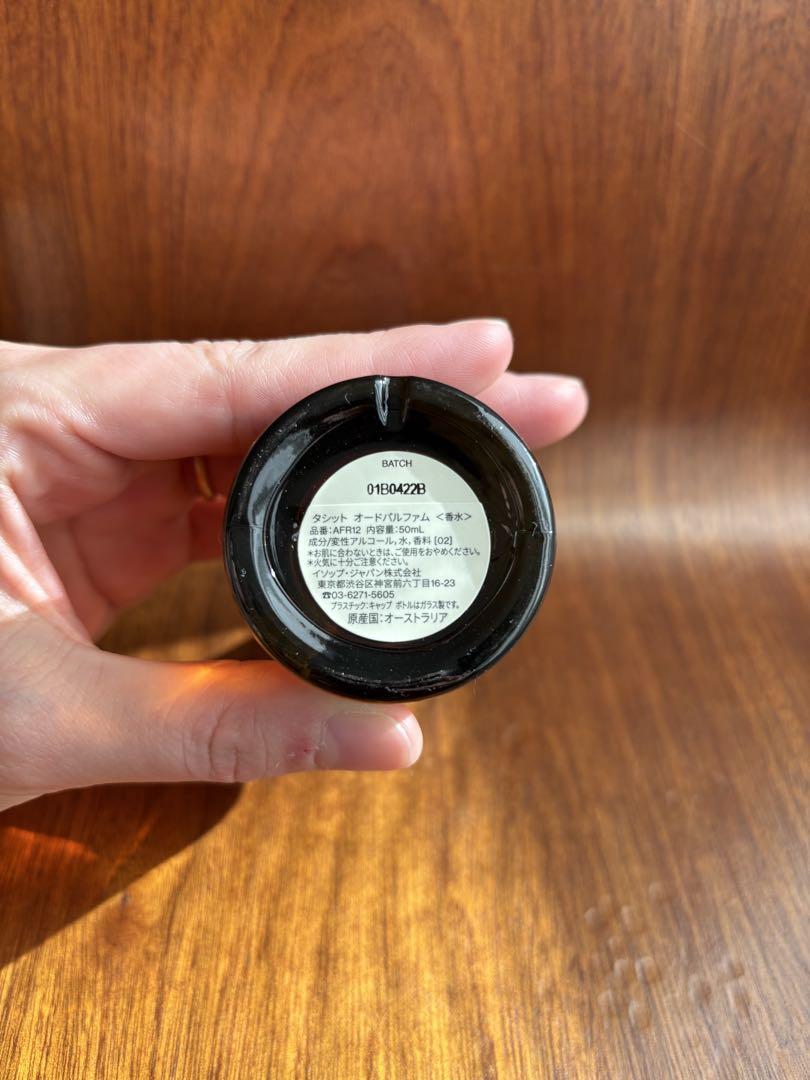 BATCH
01B0422B
タシット オードパルファム <香水>
品番:AFR12 内容量:50mL
成分/変性アルコール,水,香料 [02]
*お肌に合わないときは、ご使用をおやめください。
*火気に十分ご注意ください。
イソップ・ジャパン株式会社
東京都渋谷区神宮前六丁目16-23
☎03-6271-5605
プラスチック:キャップ ボトルはガラス製です。
原産国:オーストラリア